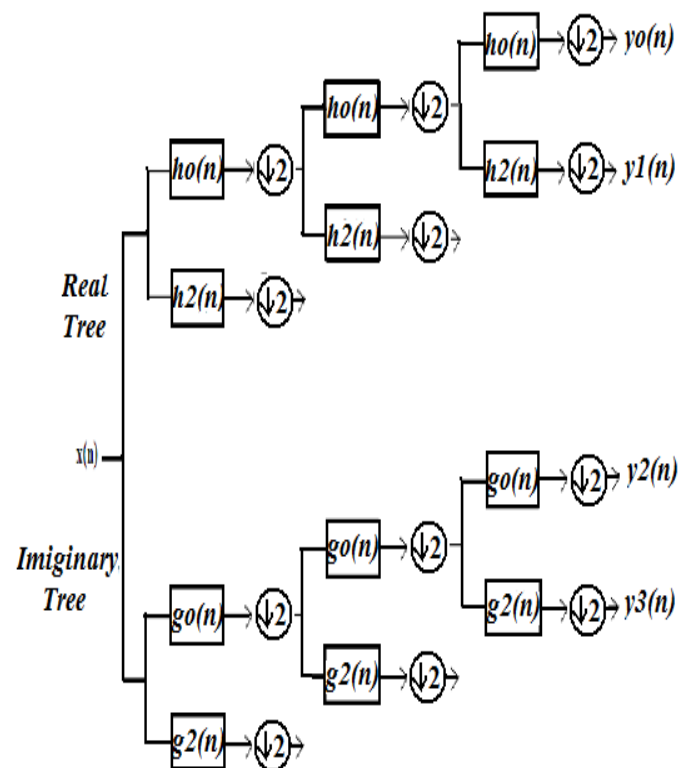 ho(n) ↓2 yo(n)
ho(n) ↓2
ho(n) ↓2
h2(n) ↓2 y1(n)
h2(n) ↓2
h2(n) ↓2
Real
Tree
x(n)
go(n) ↓2 y2(n)
go(n) ↓2
Imiginary
Tree
go(n) ↓2
g2(n) ↓2 y3(n)
g2(n) ↓2
g2(n) ↓2